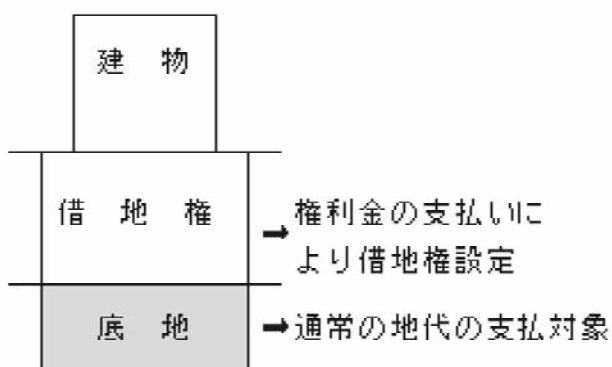 建物
借地権
➡権利金の支払いに
より借地権設定
底地
➡通常の地代の支払対象